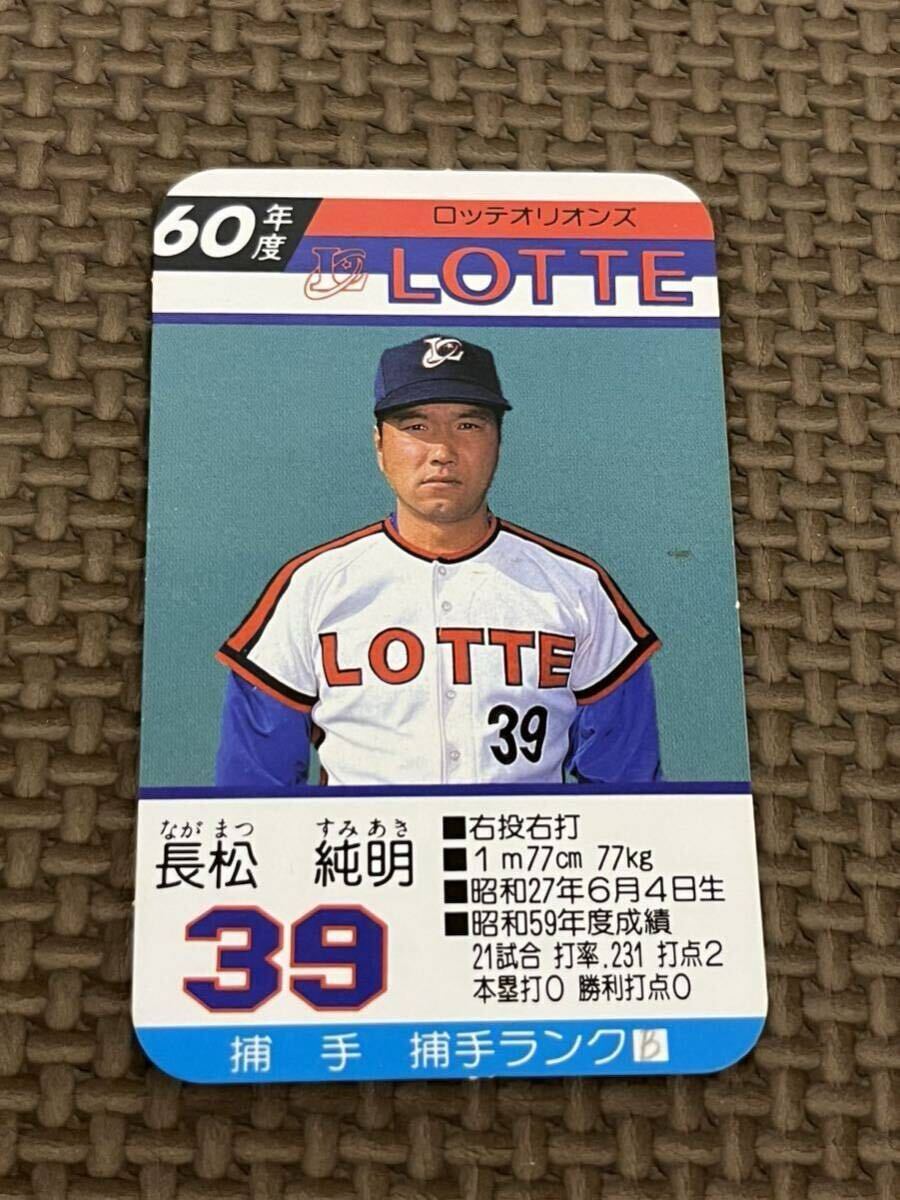 60年度
ロッテオリオンズ
LOTTE
LOTTE
39
ながまつ すみあき
長松 純明
39
■右投右打
■1m77cm 77kg
■昭和27年6月4日生
■昭和59年度成績
21試合 打率.231 打点2
本塁打0 勝利打点0
捕手 捕手ランクB